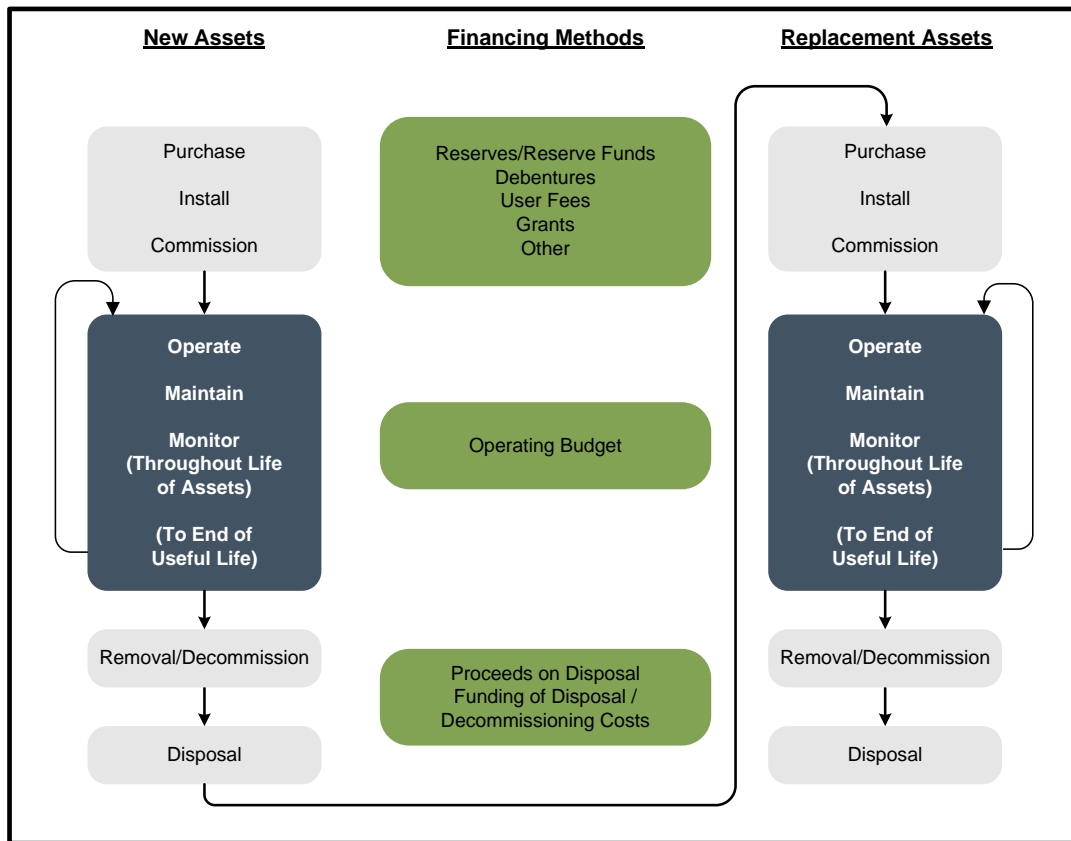 New Assets
Purchase
Install
Commission
Operate
Maintain
Monitor
(Throughout Life
of Assets)
(To End of
Useful Life)
Removal/Decommission
Disposal
Financing Methods
Reserves/Reserve Funds
Debentures
User Fees
Grants
Other
Operating Budget
Proceeds on Disposal
Funding of Disposal /
Decommissioning Costs
Replacement Assets
Purchase
Install
Commission
Operate
Maintain
Monitor
(Throughout Life
of Assets)
(To End of
Useful Life)
Removal/Decommission
Disposal